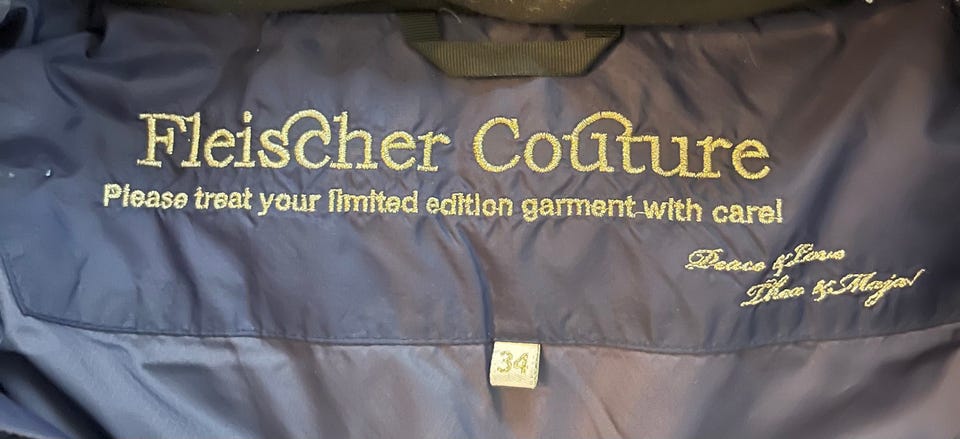 Fleischer Couture
Please treat your limited edition garment with care!
Peace & Love
Thea & Maja!
34